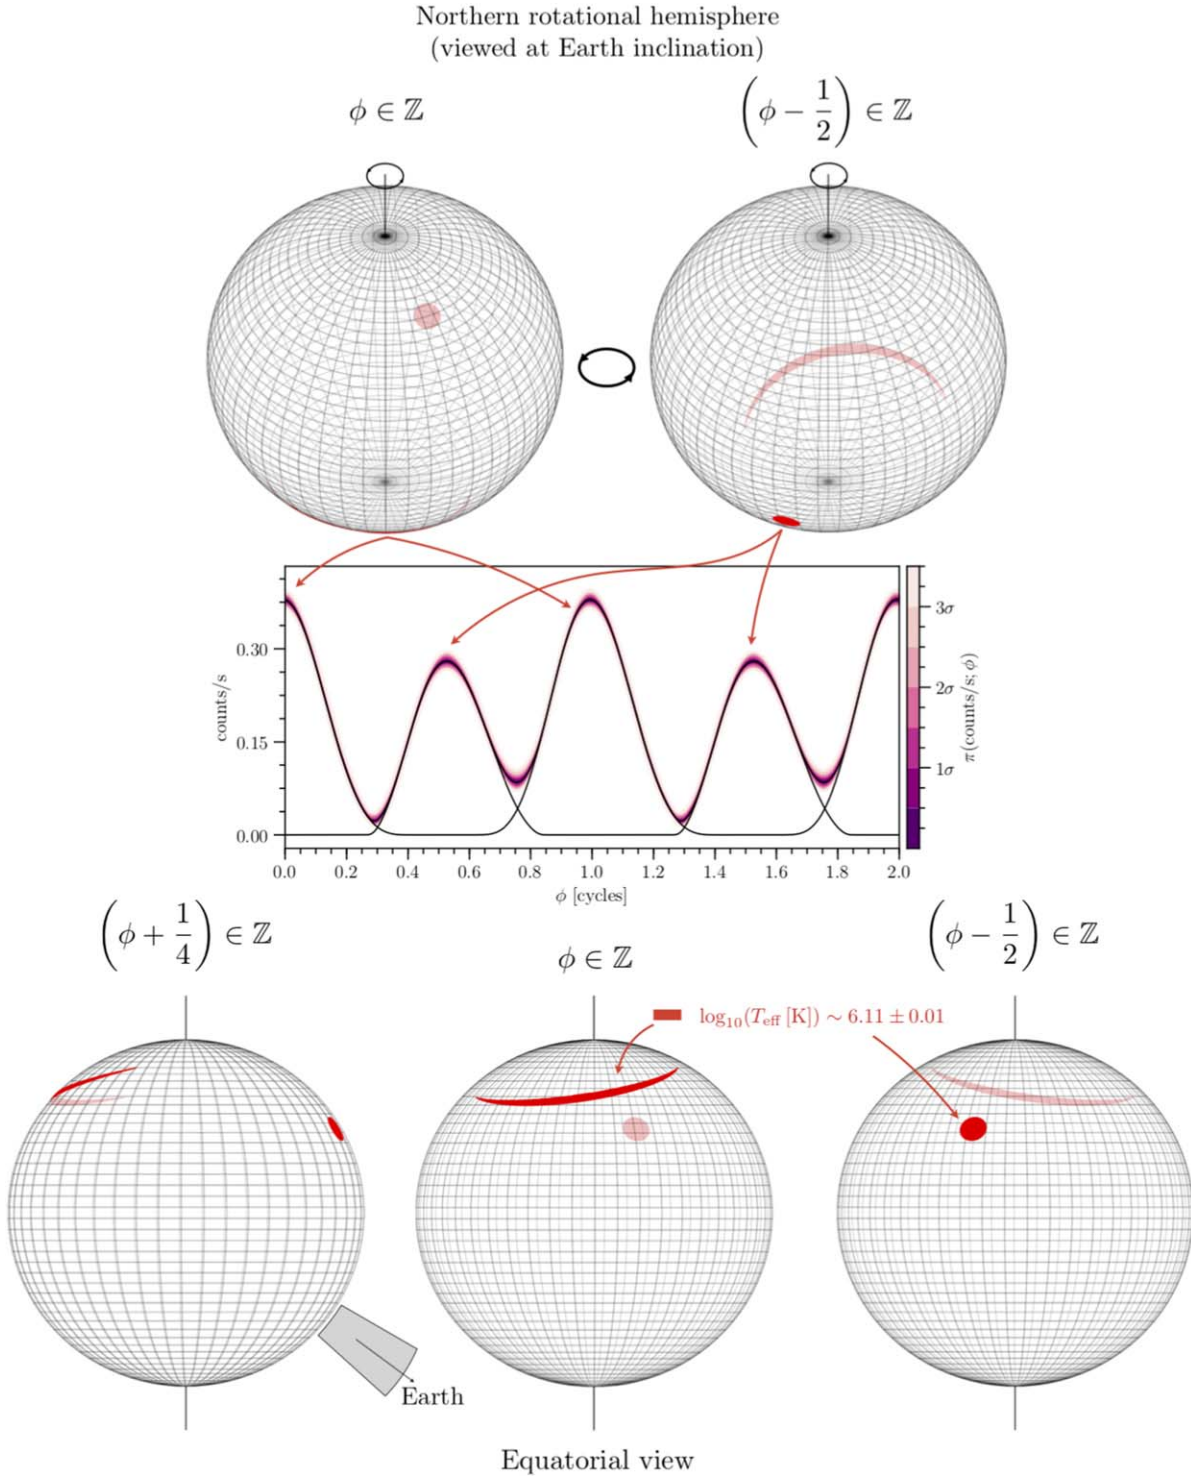 Northern rotational hemisphere
(viewed at Earth inclination)
ϕ ∈ ℤ
(ϕ − 1/2) ∈ ℤ
0.30
0.15
0.00
counts/s
0.0 0.2 0.4 0.6 0.8 1.0 1.2 1.4 1.6 1.8 2.0
ϕ [cycles]
3σ
2σ
1σ
π(counts/s; ϕ)
(ϕ + 1/4) ∈ ℤ
ϕ ∈ ℤ
(ϕ − 1/2) ∈ ℤ
log₁₀(T_eff [K]) ∼ 6.11 ± 0.01
Earth
Equatorial view